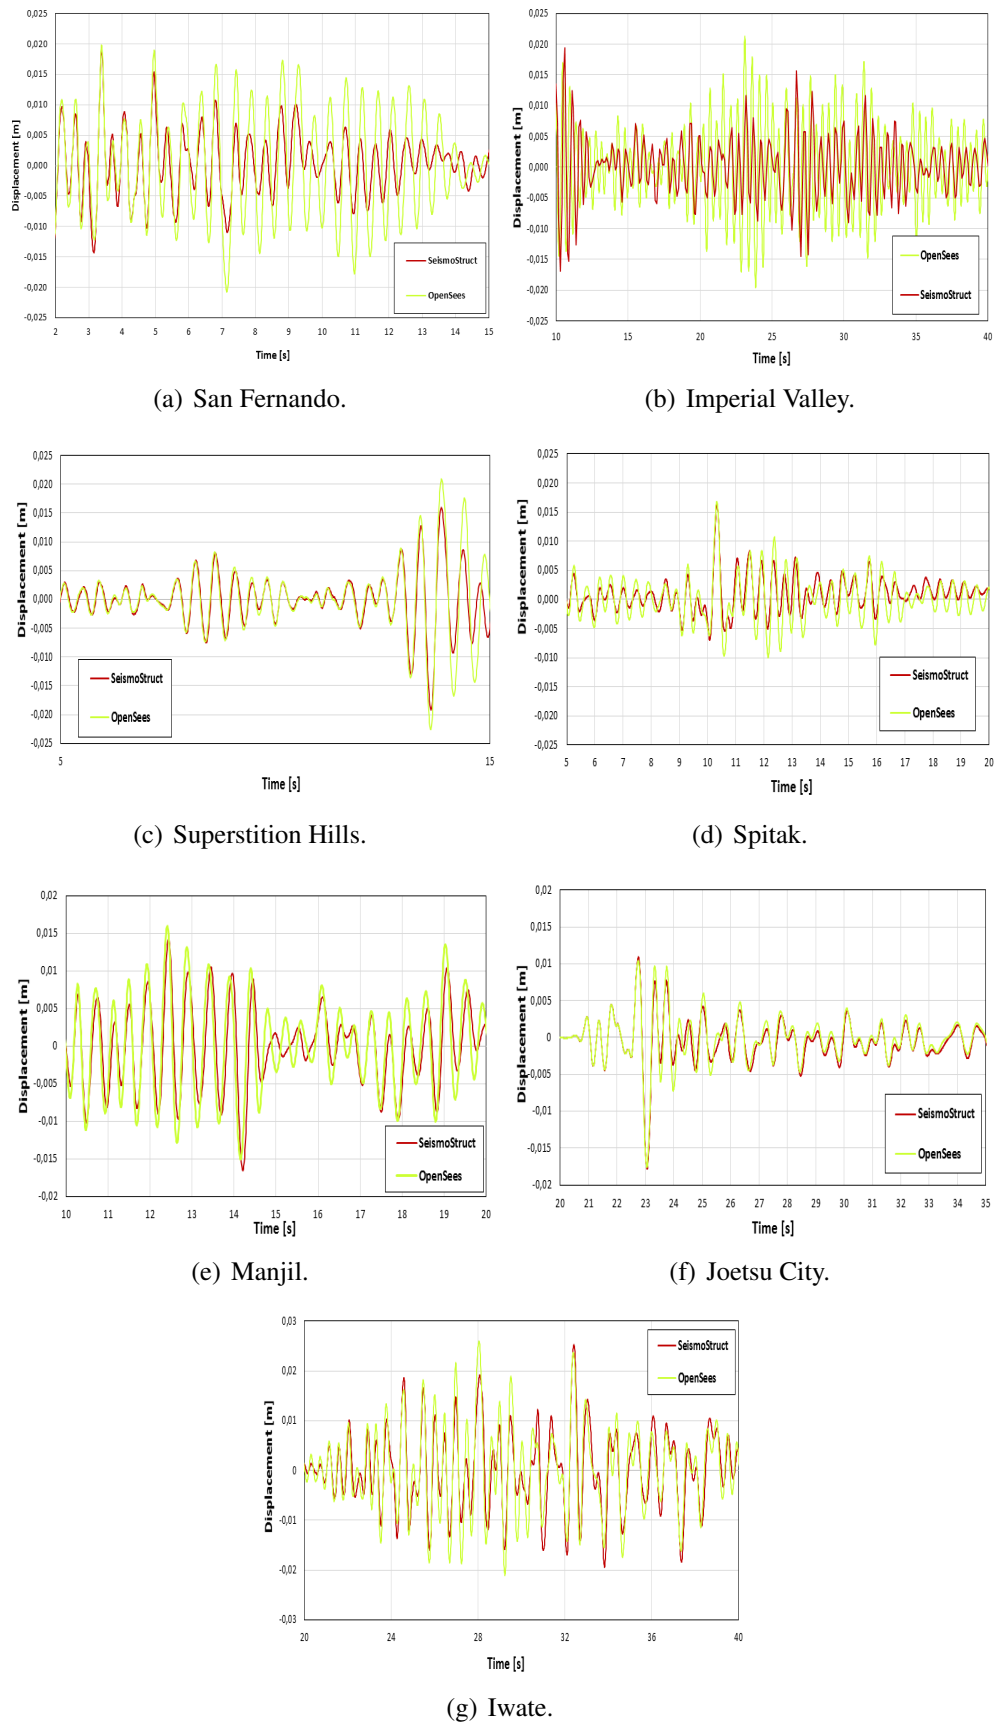 0,025
0,020
0,015
0,010
0,005
0,000
-0,005
-0,010
-0,015
-0,020
-0,025
Displacement [m]
2 3 4 5 6 7 8 9 10 11 12 13 14 15
Time [s]
SeismoStruct
OpenSees
(a) San Fernando.
0,025
0,020
0,015
0,010
0,005
0,000
-0,005
-0,010
-0,015
-0,020
-0,025
Displacement [m]
10 15 20 25 30 35 40
Time [s]
OpenSees
SeismoStruct
(b) Imperial Valley.
0,025
0,020
0,015
0,010
0,005
0,000
-0,005
-0,010
-0,015
-0,020
-0,025
Displacement [m]
5 15
Time [s]
SeismoStruct
OpenSees
(c) Superstition Hills.
0,025
0,020
0,015
0,010
0,005
0,000
-0,005
-0,010
-0,015
-0,020
-0,025
Displacement [m]
5 6 7 8 9 10 11 12 13 14 15 16 17 18 19 20
Time [s]
SeismoStruct
OpenSees
(d) Spitak.
0,02
0,015
0,01
0,005
0
-0,005
-0,01
-0,015
-0,02
Displacement [m]
10 11 12 13 14 15 16 17 18 19 20
Time [s]
SeismoStruct
OpenSees
(e) Manjil.
0,02
0,015
0,01
0,005
0
-0,005
-0,01
-0,015
-0,02
Displacement [m]
20 21 22 23 24 25 26 27 28 29 30 31 32 33 34 35
Time [s]
SeismoStruct
OpenSees
(f) Joetsu City.
0,03
0,02
0,01
0
-0,01
-0,02
-0,03
Displacement [m]
20 24 28 32 36 40
Time [s]
SeismoStruct
OpenSees
(g) Iwate.